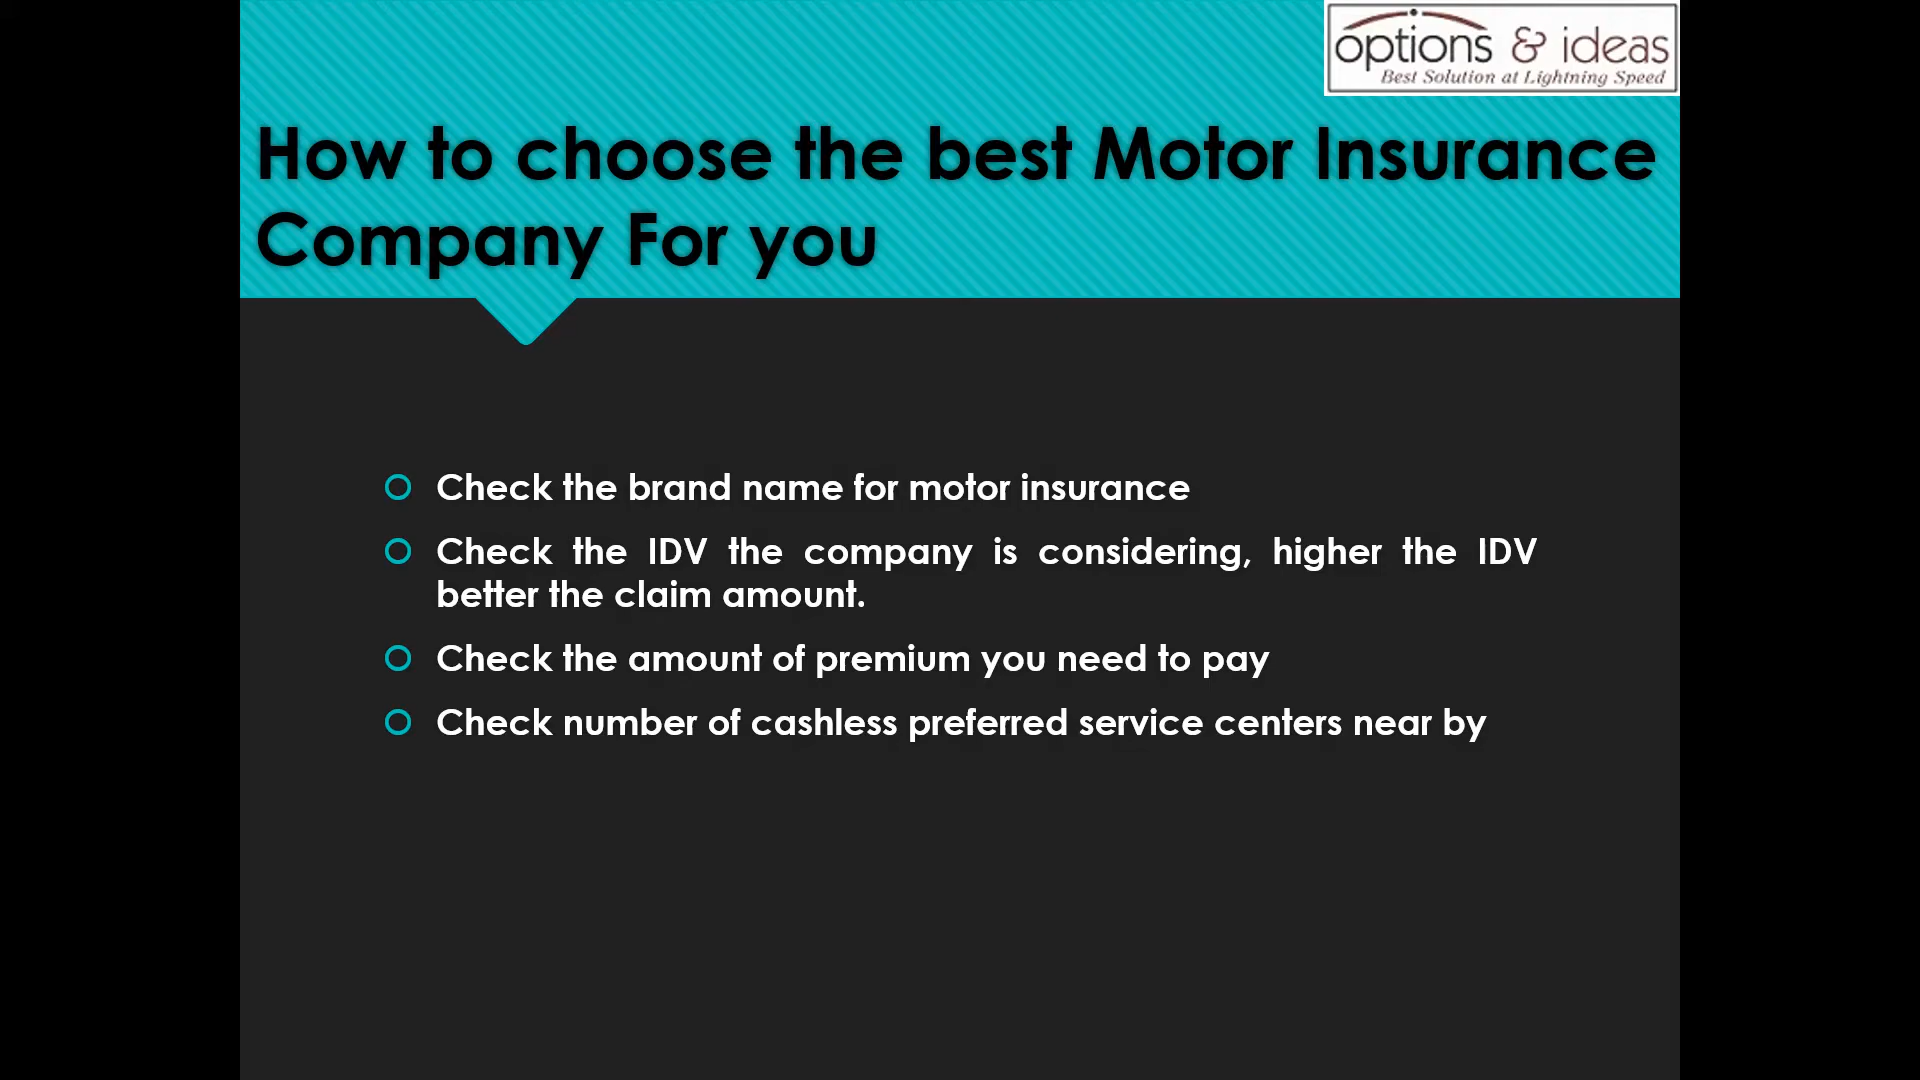 options & ideas
Best Solution at Lightning Speed
How to choose the best Motor Insurance
Company For you
Check the brand name for motor insurance
Check the IDV the company is considering, higher the IDV
better the claim amount.
Check the amount of premium you need to pay
Check number of cashless preferred service centers near by